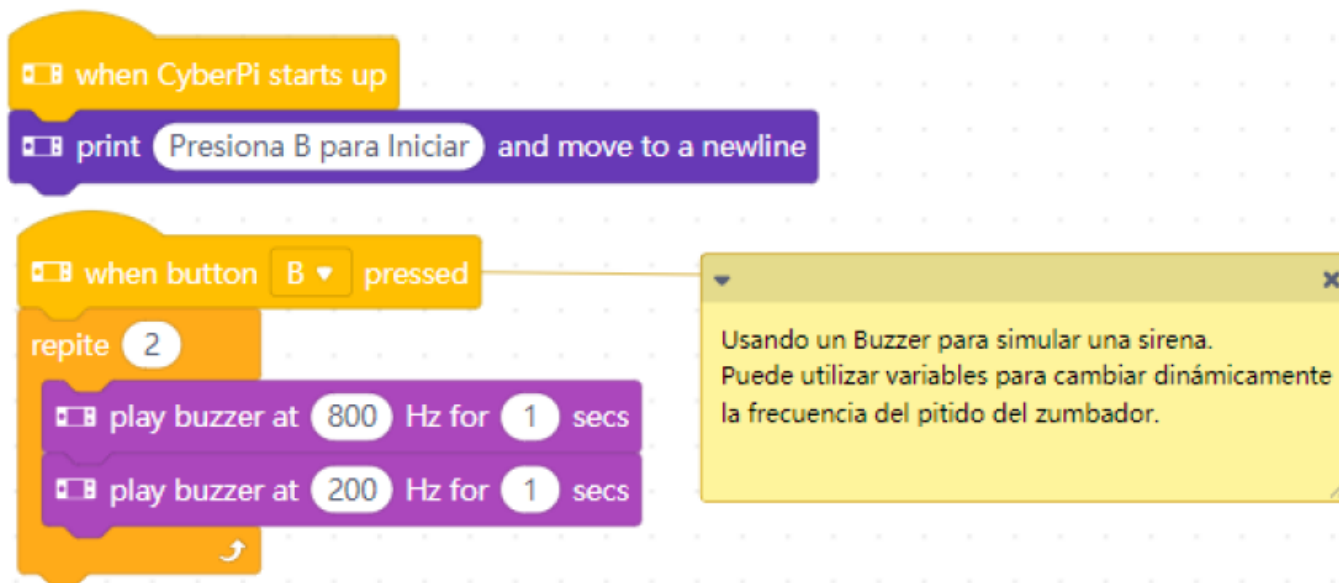 when CyberPi starts up
print Presiona B para Iniciar and move to a newline
when button B pressed
repite 2
play buzzer at 800 Hz for 1 secs
play buzzer at 200 Hz for 1 secs
Usando un Buzzer para simular una sirena.
Puede utilizar variables para cambiar dinámicamente
la frecuencia del pitido del zumbador.